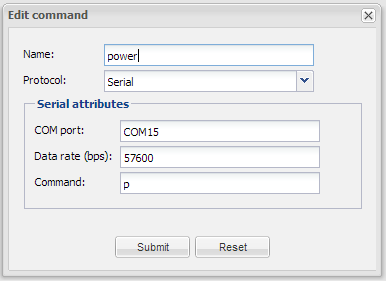 Edit command
Name: power
Protocol: Serial
Serial attributes
COM port: COM15
Data rate (bps): 57600
Command: p
Submit Reset